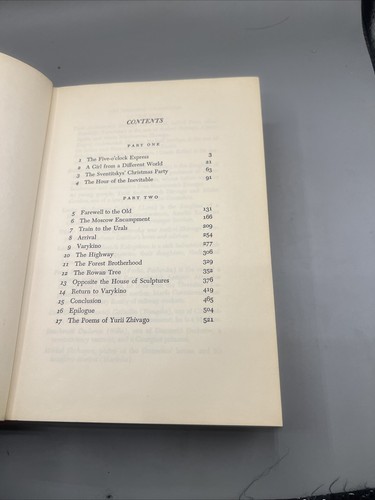 CONTENTS
PART ONE
1 The Five-o'clock Express 3
2 A Girl from a Different World 21
3 The Sventitskys' Christmas Party 63
4 The Hour of the Inevitable 91
PART TWO
5 Farewell to the Old 131
6 The Moscow Encampment 166
7 Train to the Urals 209
8 Arrival 254
9 Varykino 277
10 The Highway 306
11 The Forest Brotherhood 329
12 The Rowan Tree 352
13 Opposite the House of Sculptures 376
14 Return to Varykino 419
15 Conclusion 465
16 Epilogue 504
17 The Poems of Yurii Zhivago 521